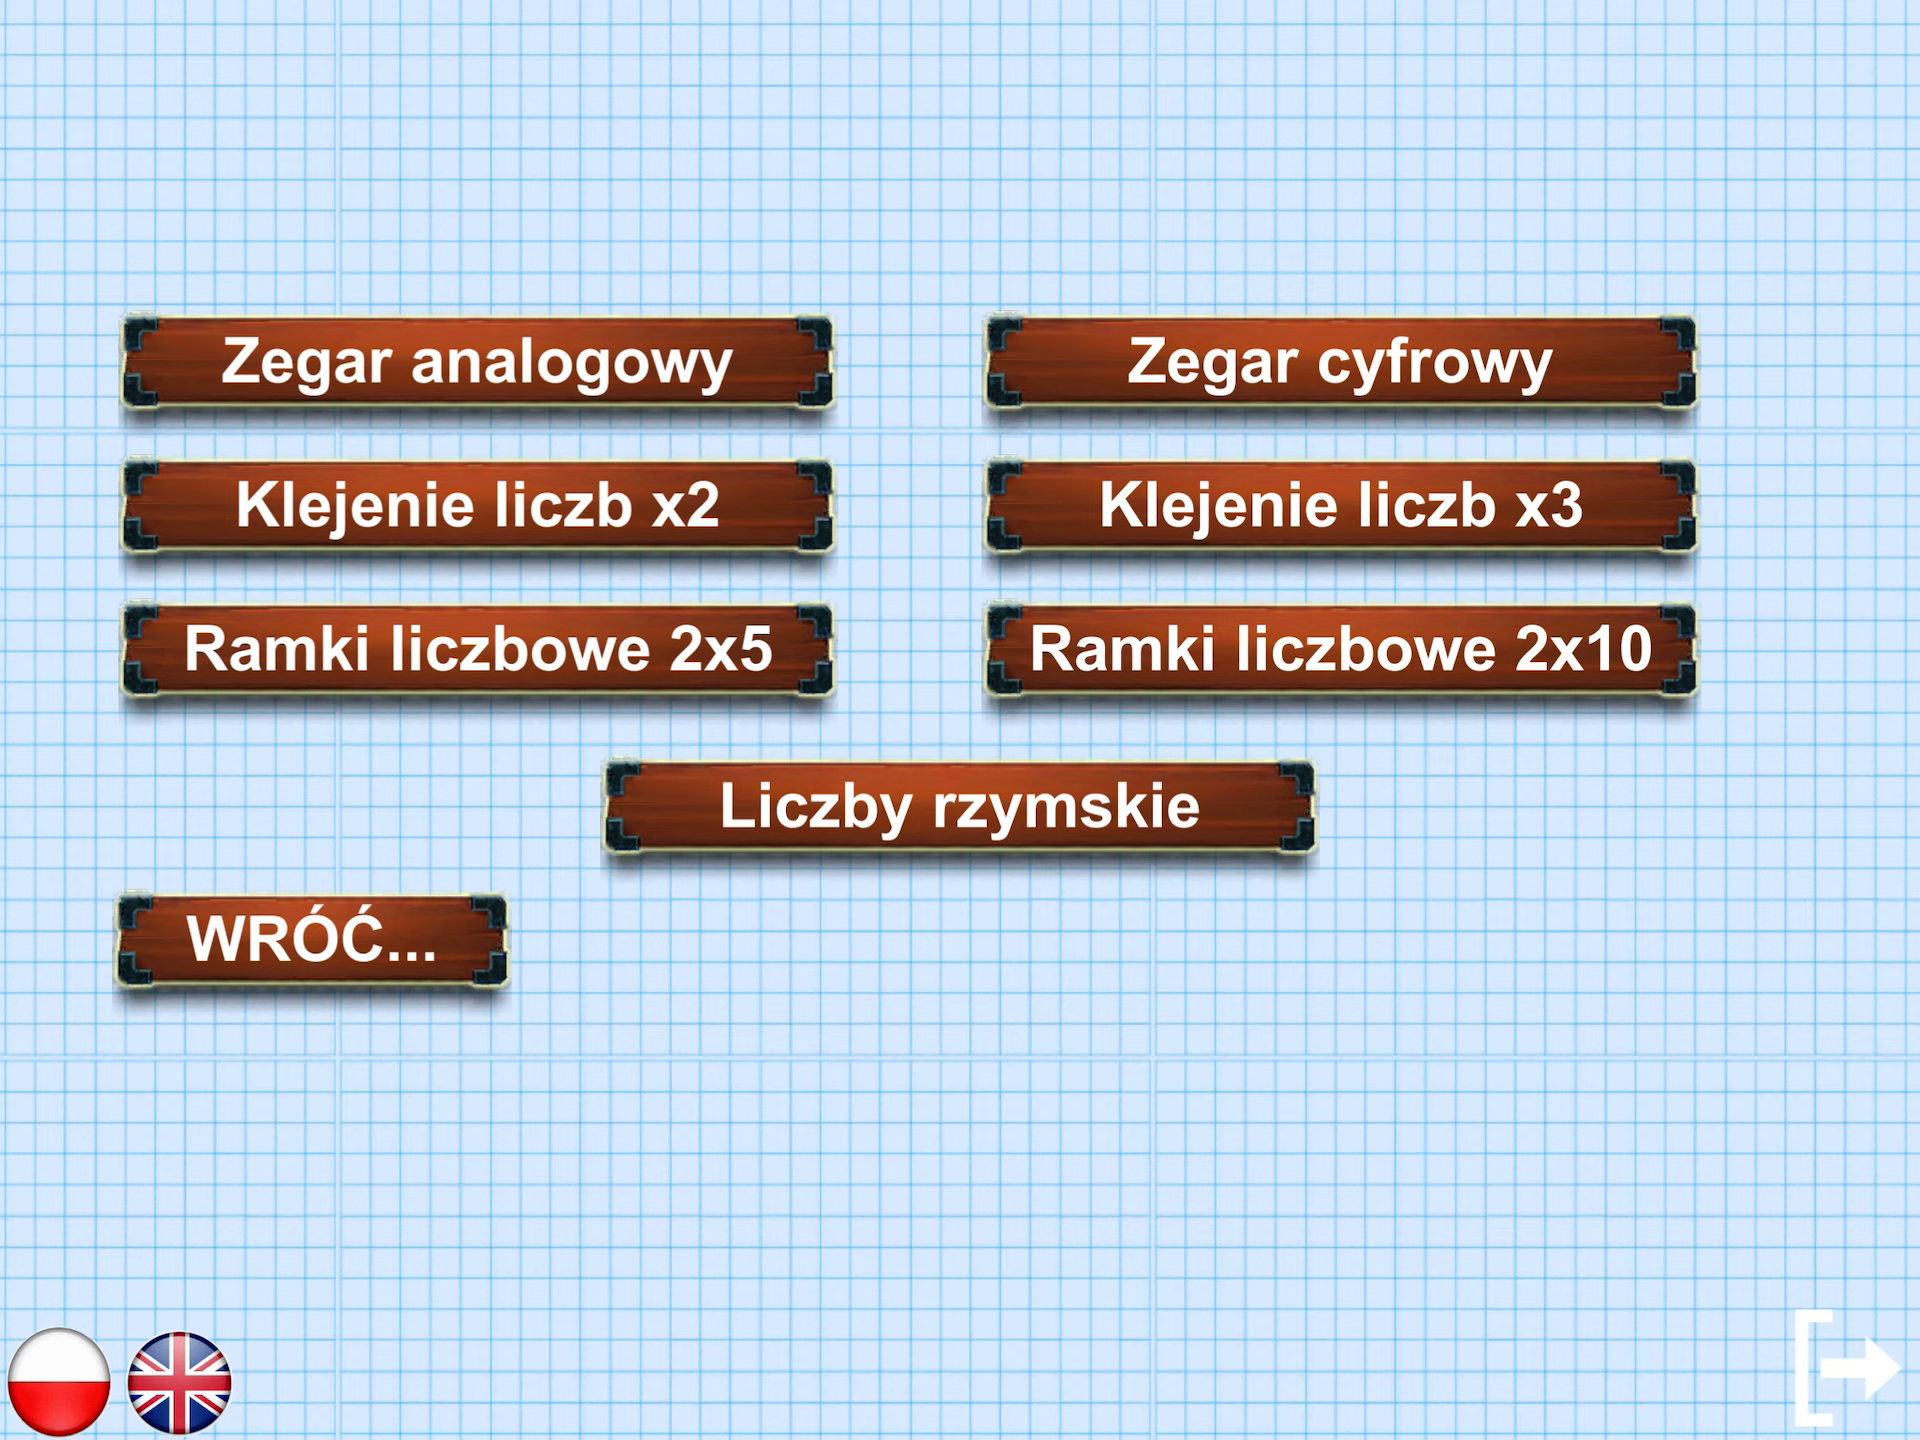 Zegar analogowy
Zegar cyfrowy
Klejenie liczb x2
Klejenie liczb x3
Ramki liczbowe 2x5
Ramki liczbowe 2x10
Liczby rzymskie
WRÓĆ...